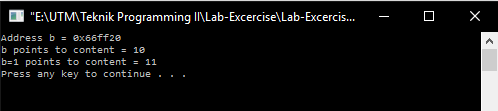 "E:\UTM\Teknik Programming II\Lab-Excercise\Lab-Excercis...
Address b = 0x66ff20
b points to content = 10
b=1 points to content = 11
Press any key to continue . . .